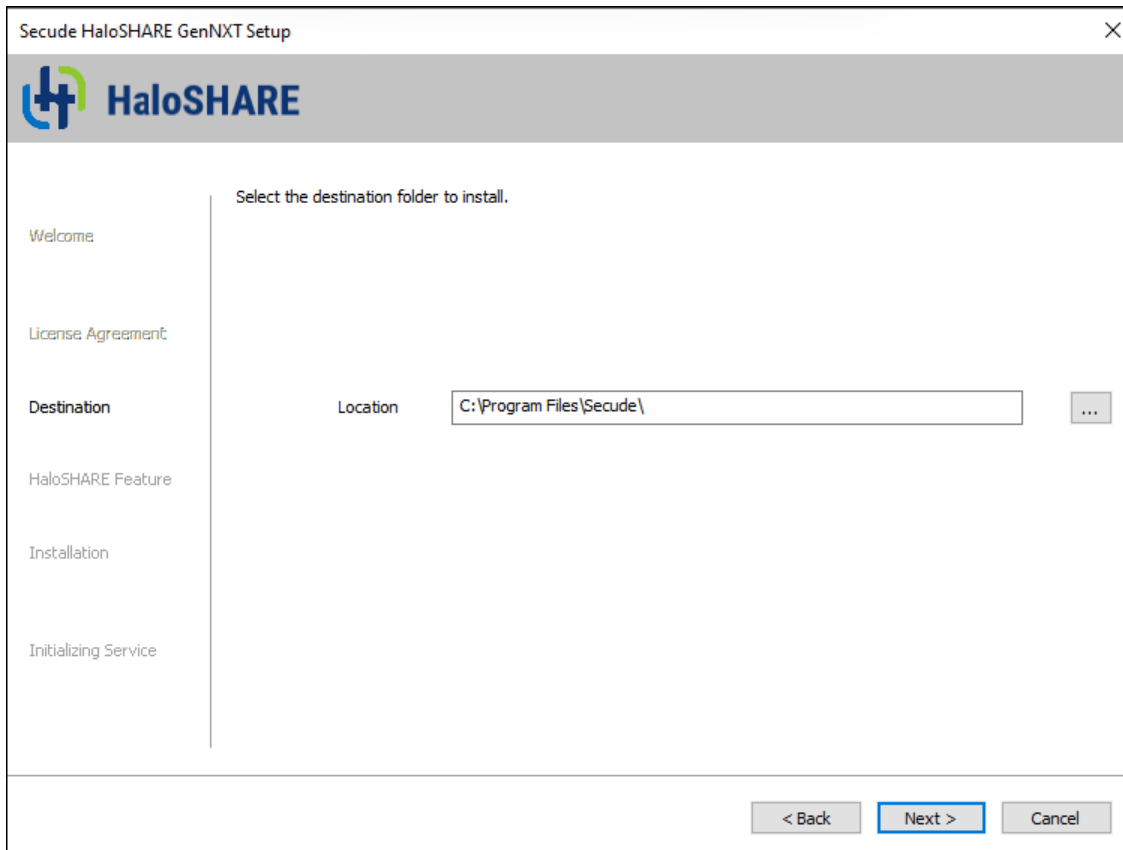 Secude HaloSHARE GenNXT Setup
HaloSHARE
Select the destination folder to install.
Welcome
License Agreement
Destination
Location
C:\Program Files\Secude\
...
HaloSHARE Feature
Installation
Initializing Service
< Back
Next >
Cancel